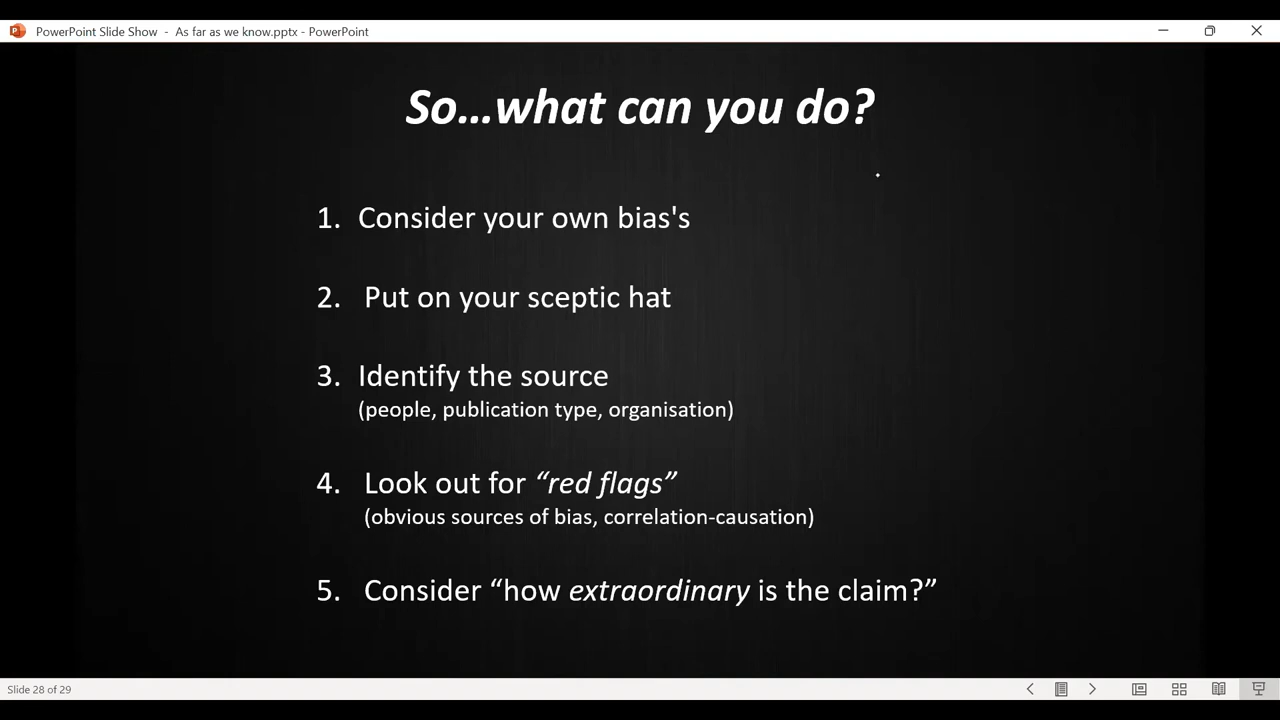 PowerPoint Slide Show - As far as we know.pptx - PowerPoint
So...what can you do?
1. Consider your own bias's
2. Put on your sceptic hat
3. Identify the source
(people, publication type, organisation)
4. Look out for “red flags”
(obvious sources of bias, correlation-causation)
5. Consider “how extraordinary is the claim?”
Slide 28 of 29